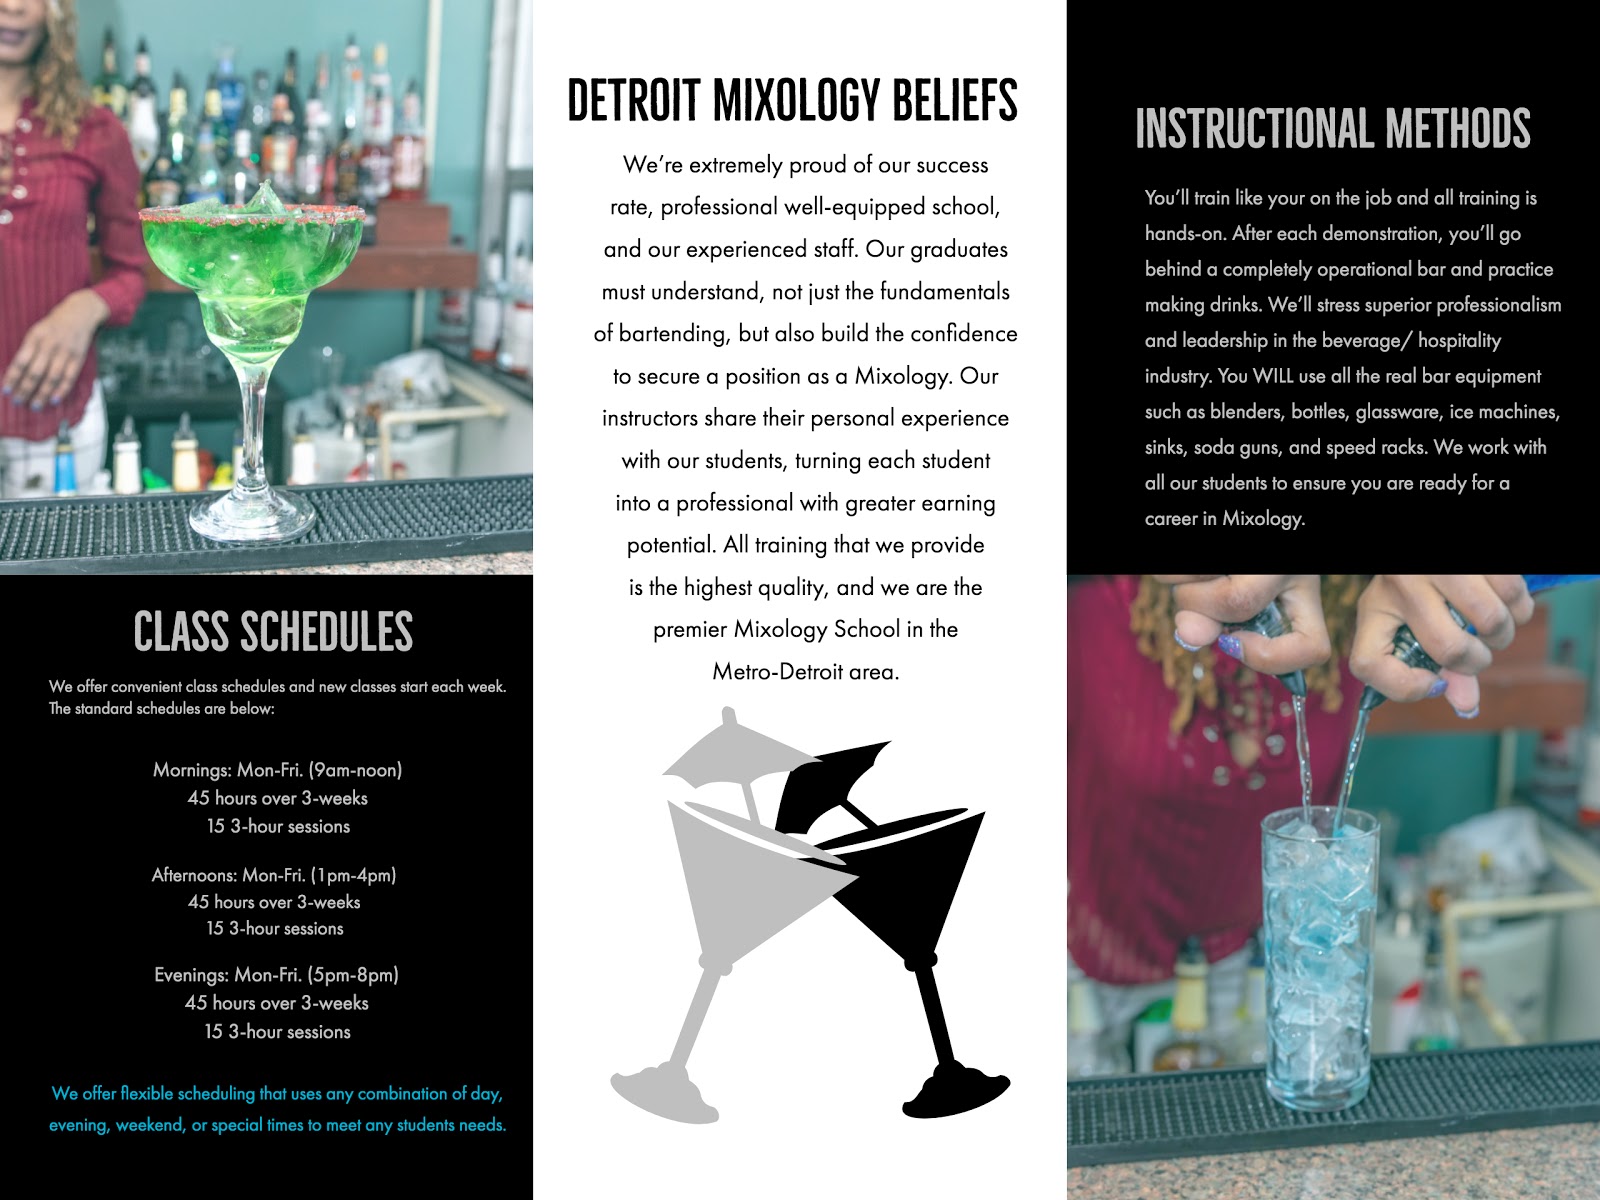 CLASS SCHEDULES
We offer convenient class schedules and new classes start each week.
The standard schedules are below:
Mornings: Mon-Fri. (9am-noon)
45 hours over 3-weeks
15 3-hour sessions
Afternoons: Mon-Fri. (1pm-4pm)
45 hours over 3-weeks
15 3-hour sessions
Evenings: Mon-Fri. (5pm-8pm)
45 hours over 3-weeks
15 3-hour sessions
We offer flexible scheduling that uses any combination of day,
evening, weekend, or special times to meet any students needs.
DETROIT MIXOLOGY BELIEFS
We’re extremely proud of our success
rate, professional well-equipped school,
and our experienced staff. Our graduates
must understand, not just the fundamentals
of bartending, but also build the confidence
to secure a position as a Mixology. Our
instructors share their personal experience
with our students, turning each student
into a professional with greater earning
potential. All training that we provide
is the highest quality, and we are the
premier Mixology School in the
Metro-Detroit area.
INSTRUCTIONAL METHODS
You’ll train like your on the job and all training is
hands-on. After each demonstration, you’ll go
behind a completely operational bar and practice
making drinks. We’ll stress superior professionalism
and leadership in the beverage/ hospitality
industry. You WILL use all the real bar equipment
such as blenders, bottles, glassware, ice machines,
sinks, soda guns, and speed racks. We work with
all our students to ensure you are ready for a
career in Mixology.